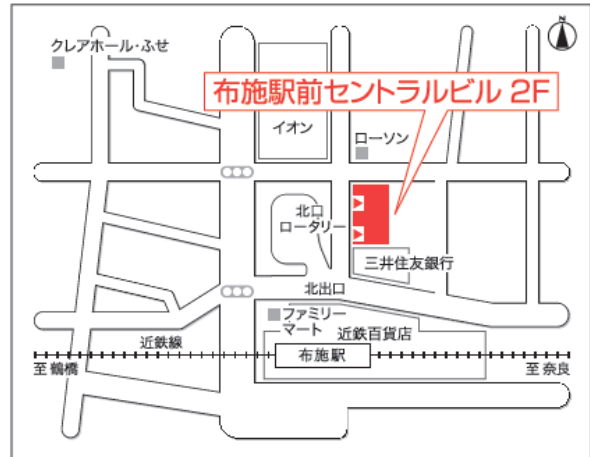 N
クレアホール・ふせ
布施駅前セントラルビル 2F
イオン
ローソン
北口
ロータリー
三井住友銀行
北出口
ファミリー
マート
近鉄百貨店
近鉄線
布施駅
至 鶴橋
至 奈良